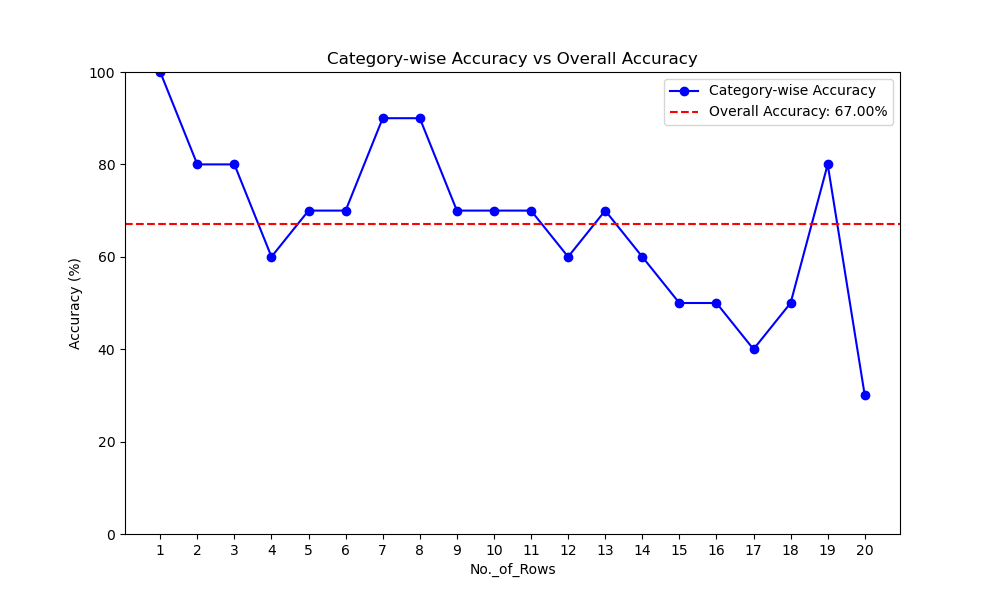 Category-wise Accuracy vs Overall Accuracy
100
80
60
40
20
0
Accuracy (%)
Category-wise Accuracy
Overall Accuracy: 67.00%
1 2 3 4 5 6 7 8 9 10 11 12 13 14 15 16 17 18 19 20
No._of_Rows